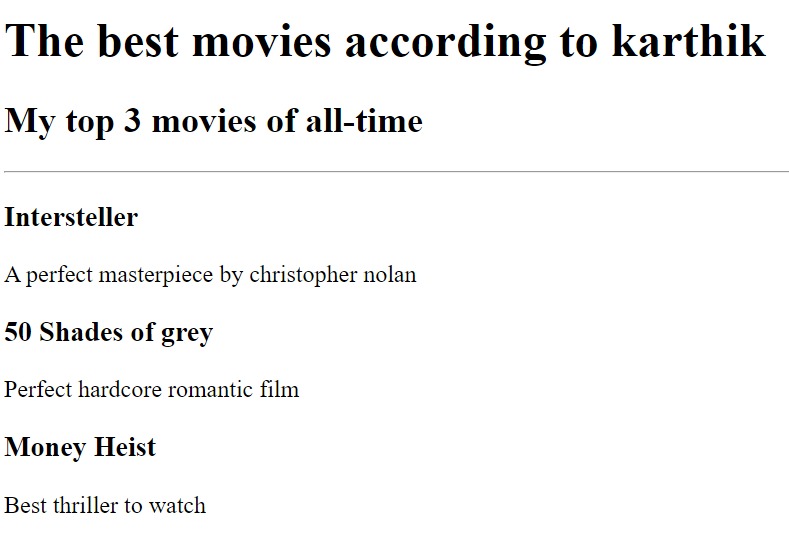 The best movies according to karthik
My top 3 movies of all-time
Intersteller
A perfect masterpiece by christopher nolan
50 Shades of grey
Perfect hardcore romantic film
Money Heist
Best thriller to watch